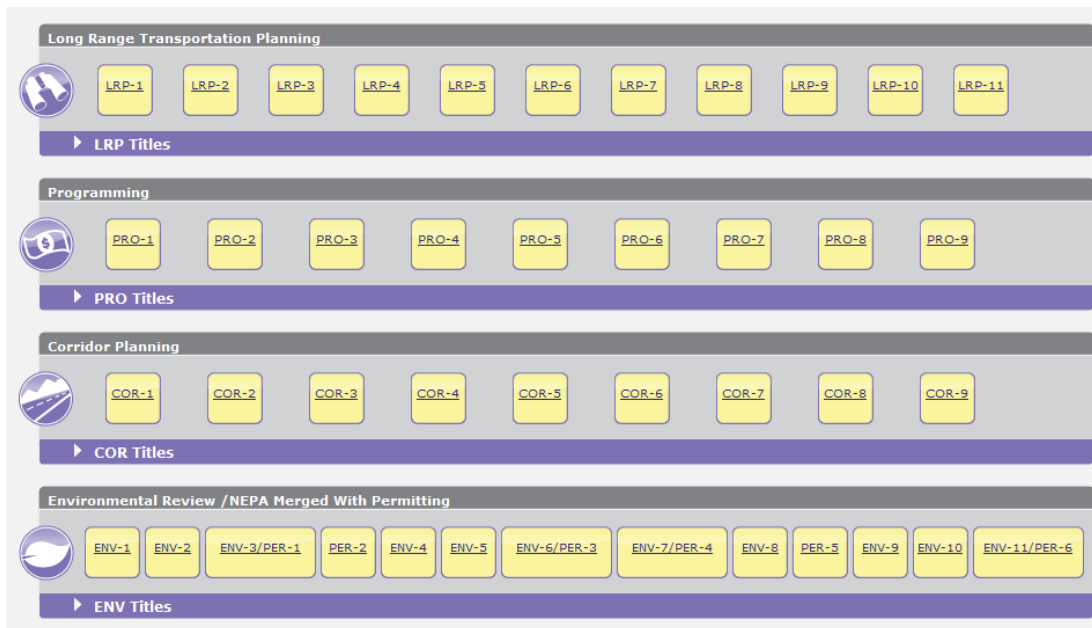 Long Range Transportation Planning
LRP-1 LRP-2 LRP-3 LRP-4 LRP-5 LRP-6 LRP-7 LRP-8 LRP-9 LRP-10 LRP-11
LRP Titles
Programming
$
PRO-1 PRO-2 PRO-3 PRO-4 PRO-5 PRO-6 PRO-7 PRO-8 PRO-9
PRO Titles
Corridor Planning
COR-1 COR-2 COR-3 COR-4 COR-5 COR-6 COR-7 COR-8 COR-9
COR Titles
Environmental Review /NEPA Merged With Permitting
ENV-1 ENV-2 ENV-3/PER-1 PER-2 ENV-4 ENV-5 ENV-6/PER-3 ENV-7/PER-4 ENV-8 PER-5 ENV-9 ENV-10 ENV-11/PER-6
ENV Titles